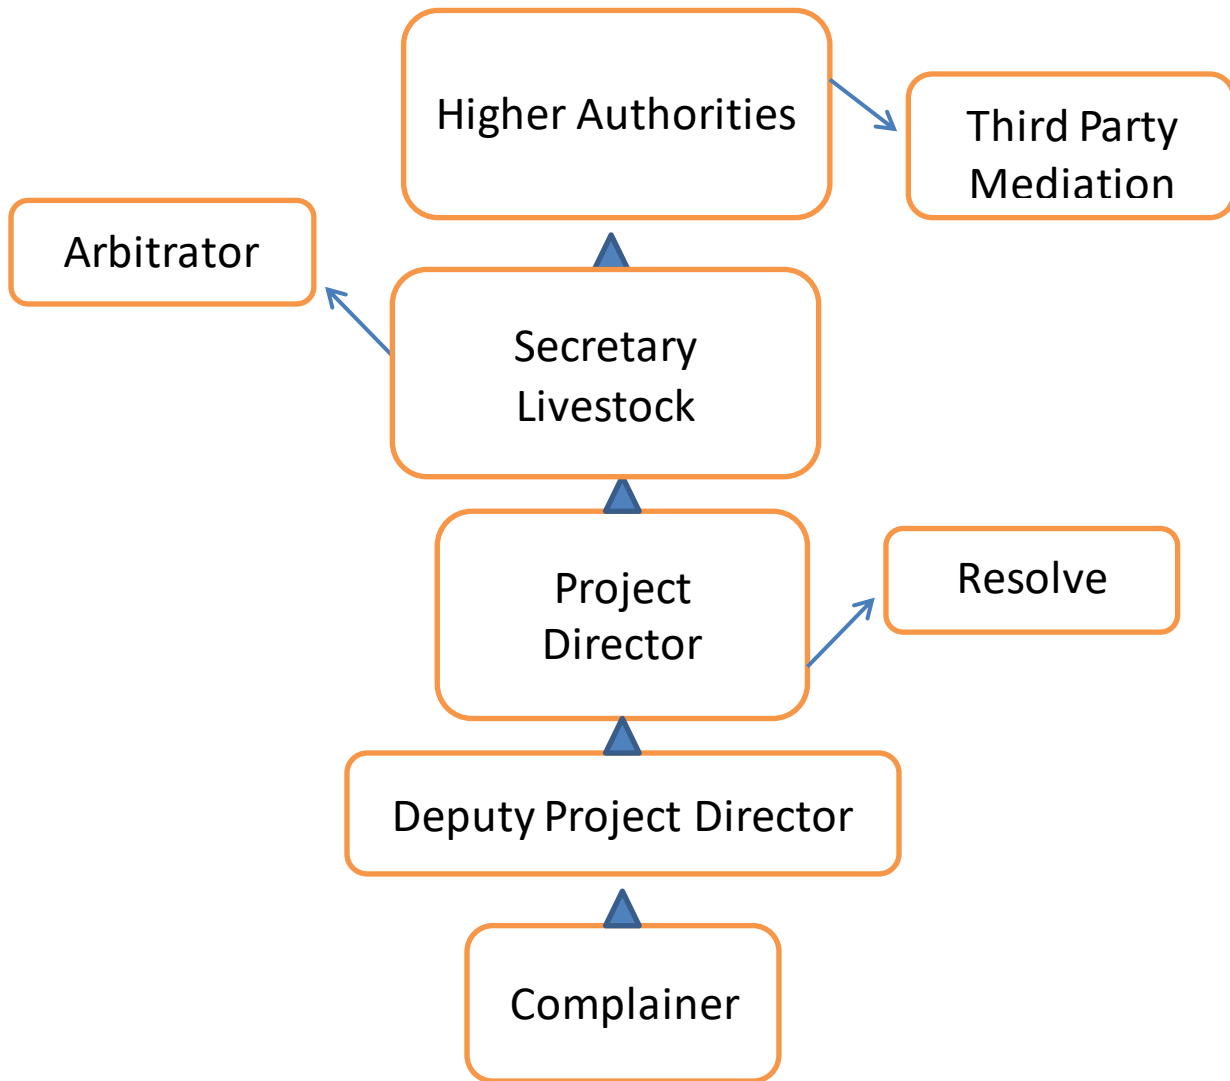 Higher Authorities
Third Party
Mediation
Arbitrator
Secretary
Livestock
Project
Director
Resolve
Deputy Project Director
Complainer